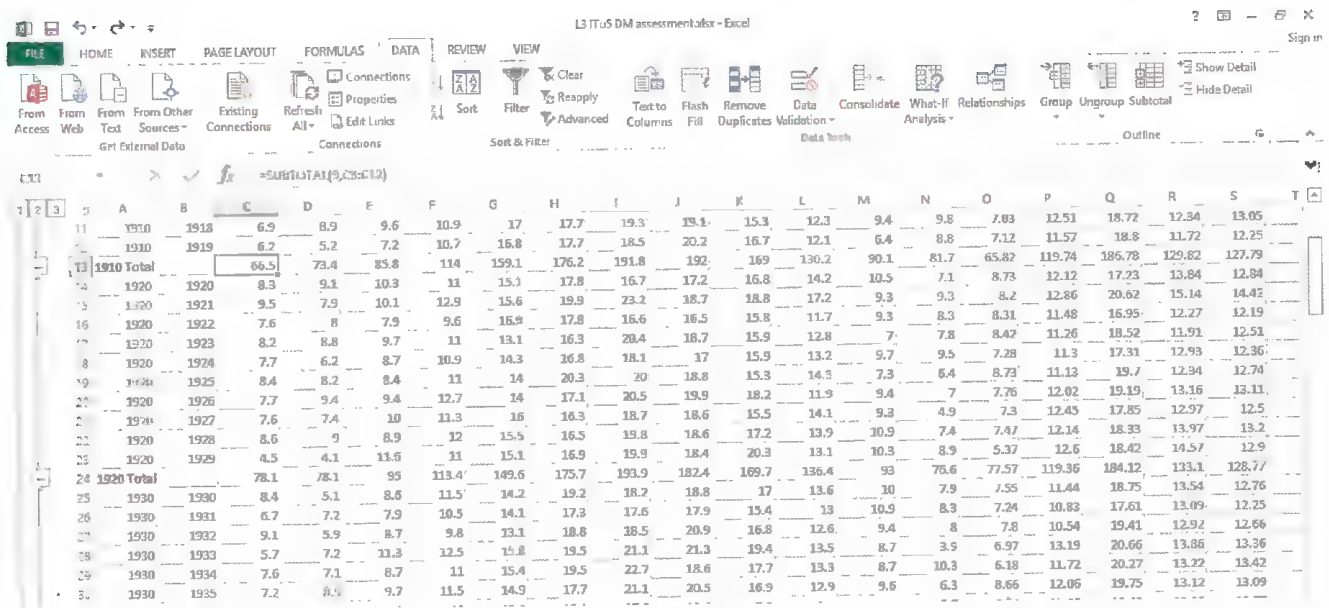 L3 ITuS DM assessment.xlsx - Excel
Sign in
FILE HOME INSERT PAGE LAYOUT FORMULAS DATA REVIEW VIEW
From Access
From Web
From Text
From Other Sources
Get External Data
Existing Connections
Refresh All
Connections
Properties
Edit Links
Connections
Sort
Filter
Clear
Reapply
Advanced
Sort & Filter
Text to Columns
Flash Fill
Remove Duplicates
Data Validation
Consolidate
What-If Analysis
Relationships
Data Tools
Group
Ungroup
Subtotal
Show Detail
Hide Detail
Outline
C13 fx =SUBTOTAL(9,C3:C12)
1 2 3 A B C D E F G H I J K L M N O P Q R S T
11 1910 1918 6.9 8.9 9.6 10.9 17 17.7 19.3 19.1 15.3 12.3 9.4 9.8 7.03 12.51 18.72 12.34 13.05
1910 1919 6.2 5.2 7.2 10.7 16.8 17.7 18.5 20.2 16.7 12.1 6.4 8.8 7.12 11.57 18.8 11.72 12.25
13 1910 Total 66.5 73.4 85.8 114 159.1 176.2 191.8 192 169 130.2 90.1 81.7 65.82 119.74 186.78 129.82 127.79
14 1920 1920 8.3 9.1 10.3 11 15.1 17.8 16.7 17.2 16.8 14.2 10.5 7.1 8.73 12.12 17.23 13.84 12.84
15 1920 1921 9.5 7.9 10.1 12.9 15.6 19.9 23.2 18.7 18.8 17.2 9.3 9.3 8.2 12.86 20.62 15.14 14.42
16 1920 1922 7.6 8 7.9 9.6 16.9 17.8 16.6 16.5 15.8 11.7 9.3 8.3 8.31 11.48 16.95 12.27 12.19
1920 1923 8.2 8.8 9.7 11 13.1 16.3 20.4 18.7 15.9 12.8 7 7.8 8.42 11.26 18.52 11.91 12.51
8 1920 1924 7.7 6.2 8.7 10.9 14.3 16.8 18.1 17 15.9 13.2 9.7 9.5 7.28 11.3 17.31 12.93 12.36
19 1920 1925 8.4 8.2 8.4 11 14 20.3 20 18.8 15.3 14.3 7.3 6.4 8.73 11.13 19.7 12.34 12.74
1920 1926 7.7 9.4 9.4 12.7 14 17.1 20.5 19.9 18.2 11.9 9.4 7 7.76 12.02 19.19 13.16 13.11
1920 1927 7.6 7.4 10 11.3 16 16.3 18.7 18.6 15.5 14.1 9.3 4.9 7.3 12.45 17.85 12.97 12.5
1920 1928 8.6 9 8.9 12 15.5 16.5 19.8 18.6 17.2 13.9 10.9 7.4 7.47 12.14 18.33 13.97 13.2
23 1920 1929 4.5 4.1 11.6 11 15.1 16.9 19.9 18.4 20.3 13.1 10.3 8.9 5.37 12.6 18.42 14.57 12.9
24 1920 Total 78.1 78.1 95 113.4 149.6 175.7 193.9 182.4 169.7 136.4 93 76.6 77.57 119.36 184.12 133.1 128.77
25 1930 1930 8.4 5.1 8.6 11.5 14.2 19.2 18.2 18.8 17 13.6 10 7.9 7.55 11.44 18.75 13.54 12.76
26 1930 1931 6.7 7.2 7.9 10.5 14.1 17.3 17.6 17.9 15.4 13 10.9 8.3 7.24 10.83 17.61 13.09 12.25
1930 1932 9.1 5.9 8.7 9.8 13.1 18.8 18.5 20.9 16.8 12.6 9.4 8 7.8 10.54 19.41 12.92 12.66
1930 1933 5.7 7.2 11.3 12.5 15.8 19.5 21.1 21.3 19.4 13.5 8.7 3.9 6.97 13.19 20.66 13.86 13.36
29 1930 1934 7.6 7.1 8.7 11 15.4 19.5 22.7 18.6 17.7 13.3 8.7 10.3 6.18 11.72 20.27 13.22 13.42
1930 1935 7.2 8.5 9.7 11.5 14.9 17.7 21.1 20.5 16.9 12.9 9.6 6.3 8.66 12.06 19.75 13.12 13.09